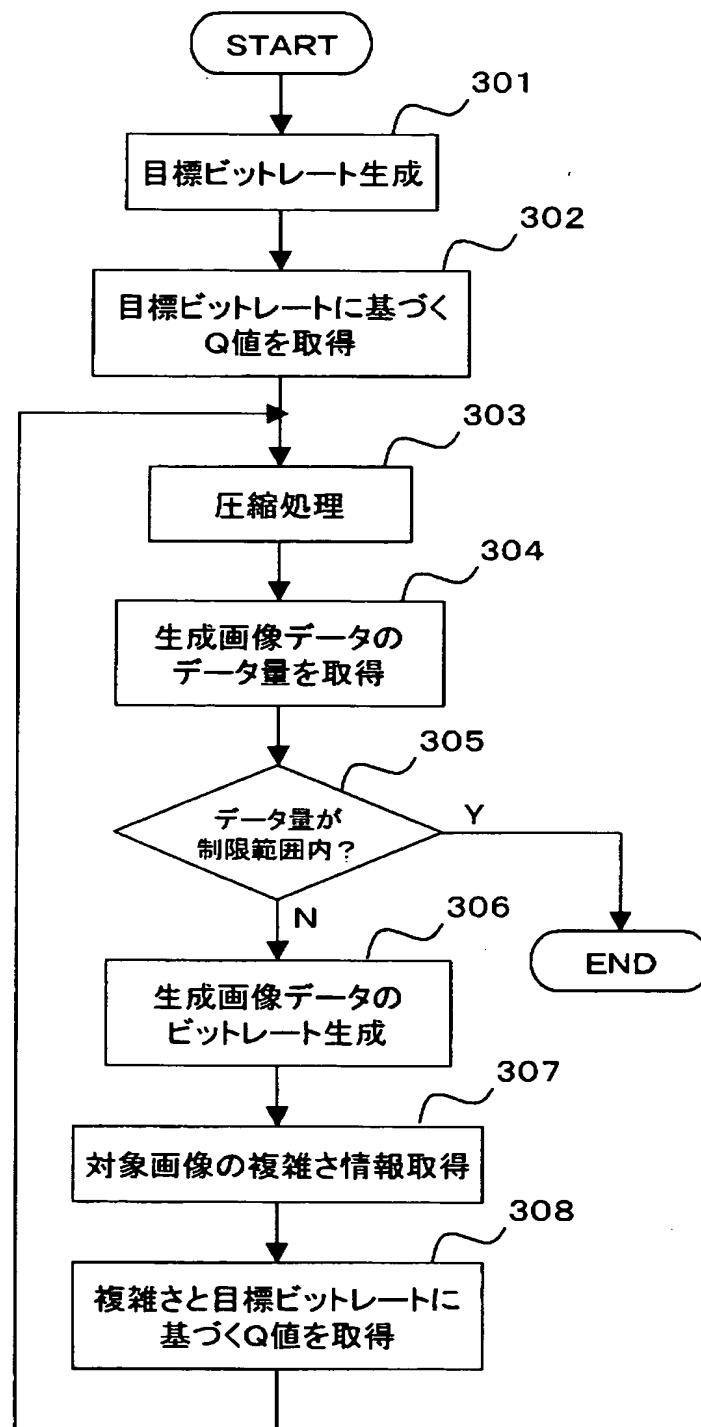 START
301
目標ビットレート生成
302
目標ビットレートに基づく
Q値を取得
303
圧縮処理
304
生成画像データの
データ量を取得
305
データ量が
制限範囲内？
Y
N
END
306
生成画像データの
ビットレート生成
307
対象画像の複雑さ情報取得
308
複雑さと目標ビットレートに
基づくQ値を取得